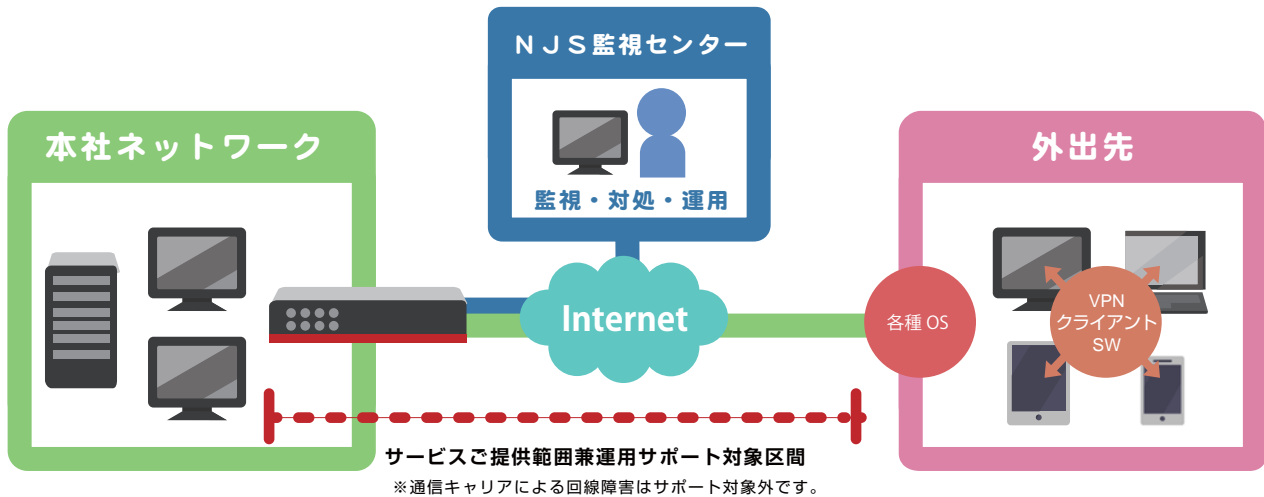 NJS監視センター
監視・対処・運用
本社ネットワーク
外出先
Internet
各種 OS
VPN
クライアント
SW
サービスご提供範囲兼運用サポート対象区間
※通信キャリアによる回線障害はサポート対象外です。